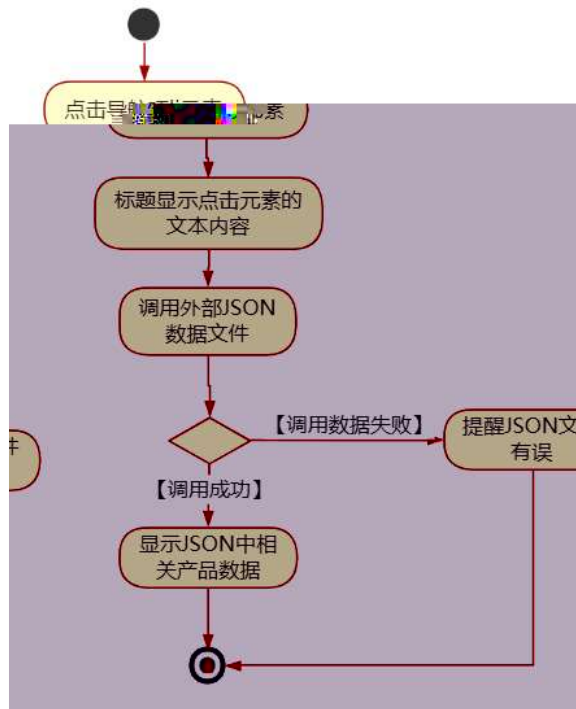 点击导
元素
标题显示点击元素的
文本内容
调用外部JSON
数据文件
【调用数据失败】
提醒JSON文
有误
件
【调用成功】
显示JSON中相
关产品数据